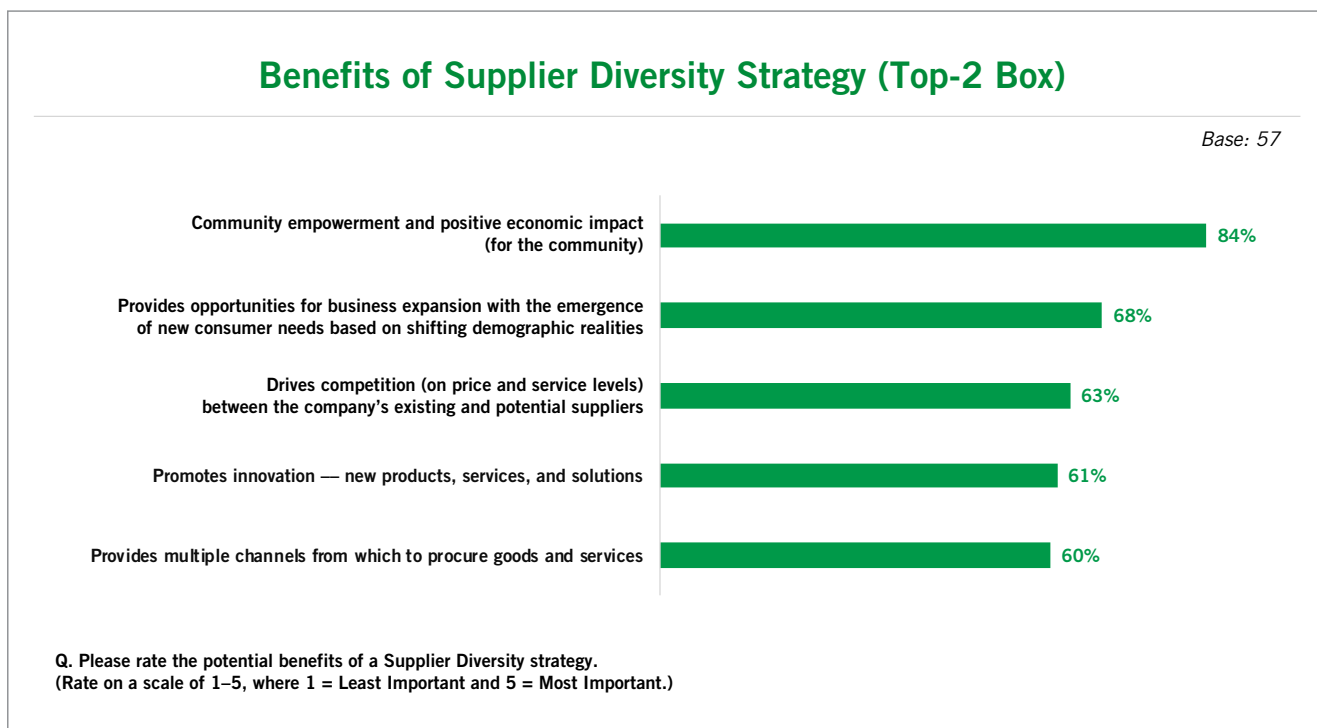 Benefits of Supplier Diversity Strategy (Top-2 Box)
Base: 57
Community empowerment and positive economic impact
(for the community)
84%
Provides opportunities for business expansion with the emergence
of new consumer needs based on shifting demographic realities
68%
Drives competition (on price and service levels)
between the company’s existing and potential suppliers
63%
Promotes innovation — new products, services, and solutions
61%
Provides multiple channels from which to procure goods and services
60%
Q. Please rate the potential benefits of a Supplier Diversity strategy.
(Rate on a scale of 1–5, where 1 = Least Important and 5 = Most Important.)